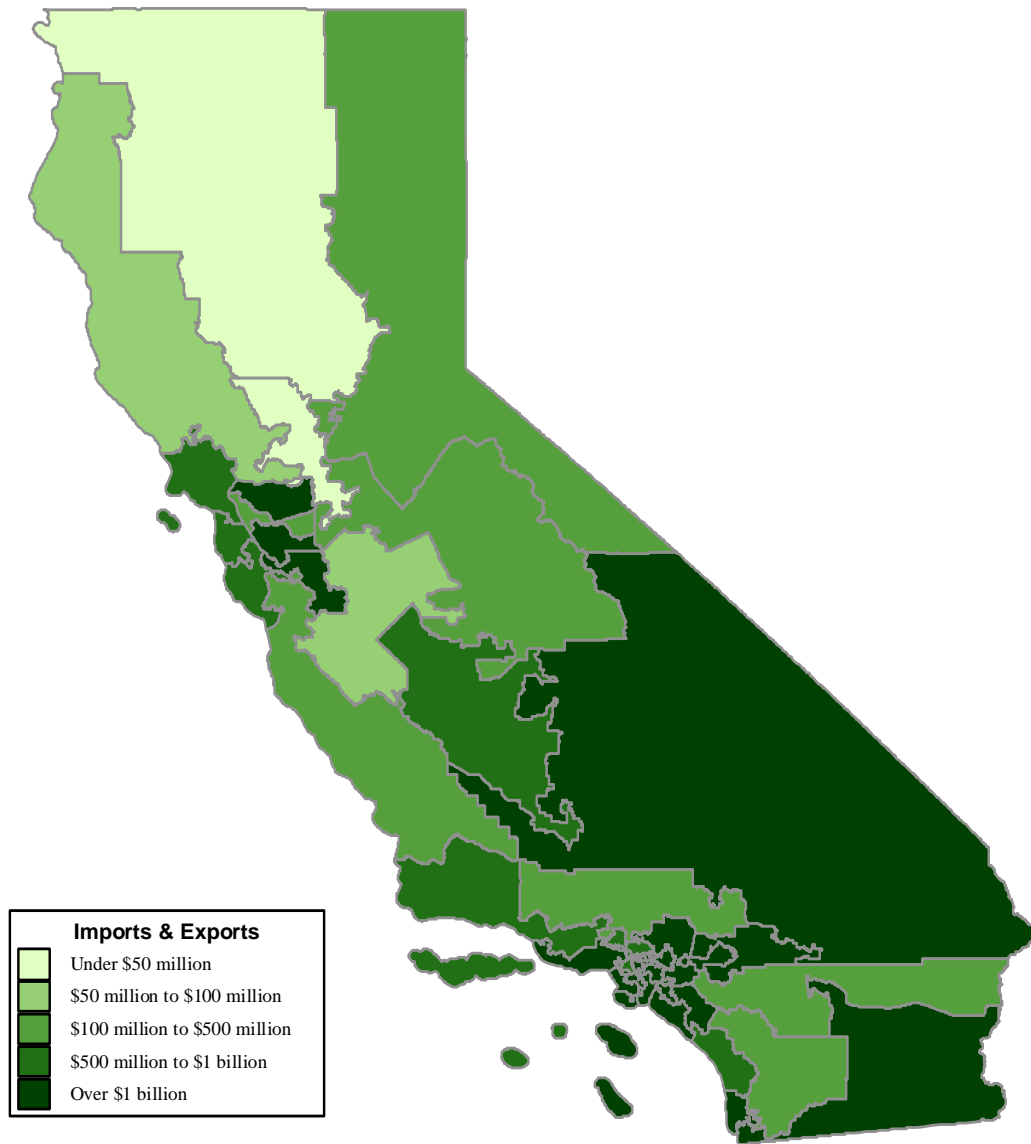 Imports & Exports
Under $50 million
$50 million to $100 million
$100 million to $500 million
$500 million to $1 billion
Over $1 billion